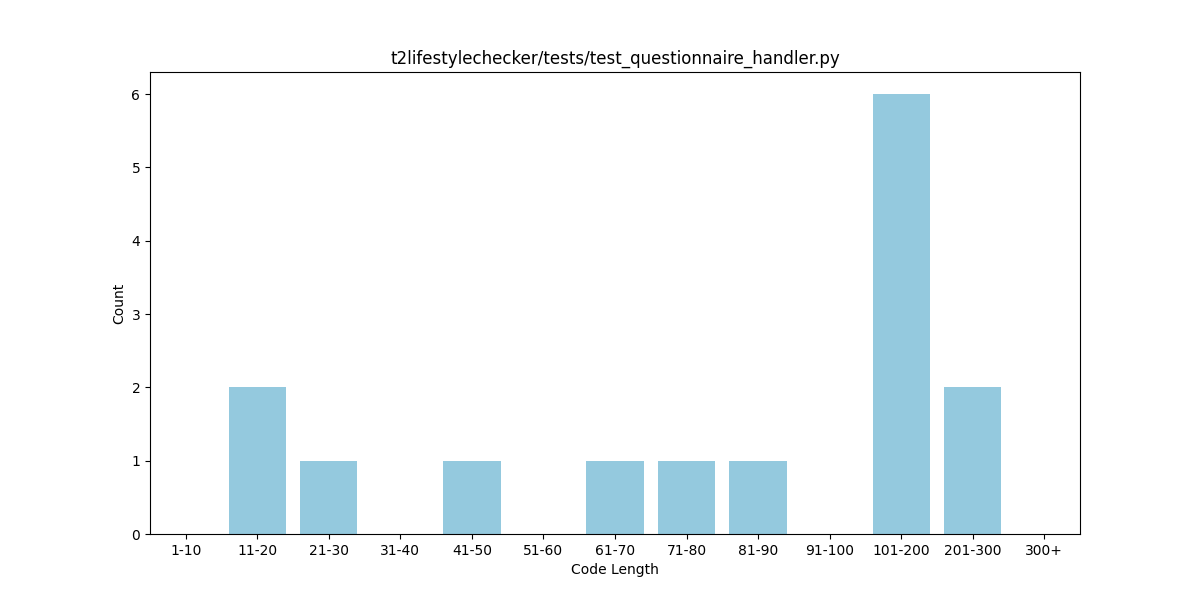 t2lifestylechecker/tests/test_questionnaire_handler.py
6
5
4
3
2
1
0
Count
1-10 11-20 21-30 31-40 41-50 51-60 61-70 71-80 81-90 91-100 101-200 201-300 300+
Code Length